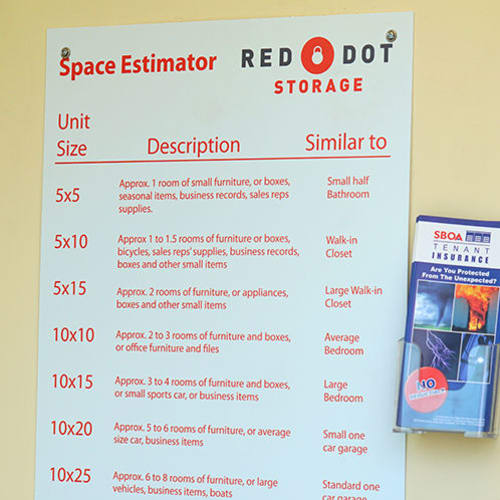 Space Estimator
RED DOT
STORAGE
Unit
Size
Description
Similar to
5x5
Approx. 1 room of small furniture, or boxes,
seasonal items, business records, sales reps
supplies.
Small half
Bathroom
5x10
Approx 1 to 1.5 rooms of furniture or boxes,
bicycles, sales reps' supplies, business records,
boxes and other small items
Walk-in
Closet
5x15
Approx. 2 rooms of furniture, or appliances,
boxes and other small items
Large Walk-in
Closet
10x10
Approx. 2 to 3 rooms of furniture and boxes,
or office furniture and files
Average
Bedroom
10x15
Approx. 3 to 4 rooms of furniture and boxes,
or small sports car, or business items
Large
Bedroom
10x20
Approx. 5 to 6 rooms of furniture, or average
size car, business items
Small one
car garage
10x25
Approx. 6 to 8 rooms of furniture, or large
vehicles, business items, boats
Standard one
car garage
SBOA
TENANT
INSURANCE
Are You Protected
From The Unexpected?
NO